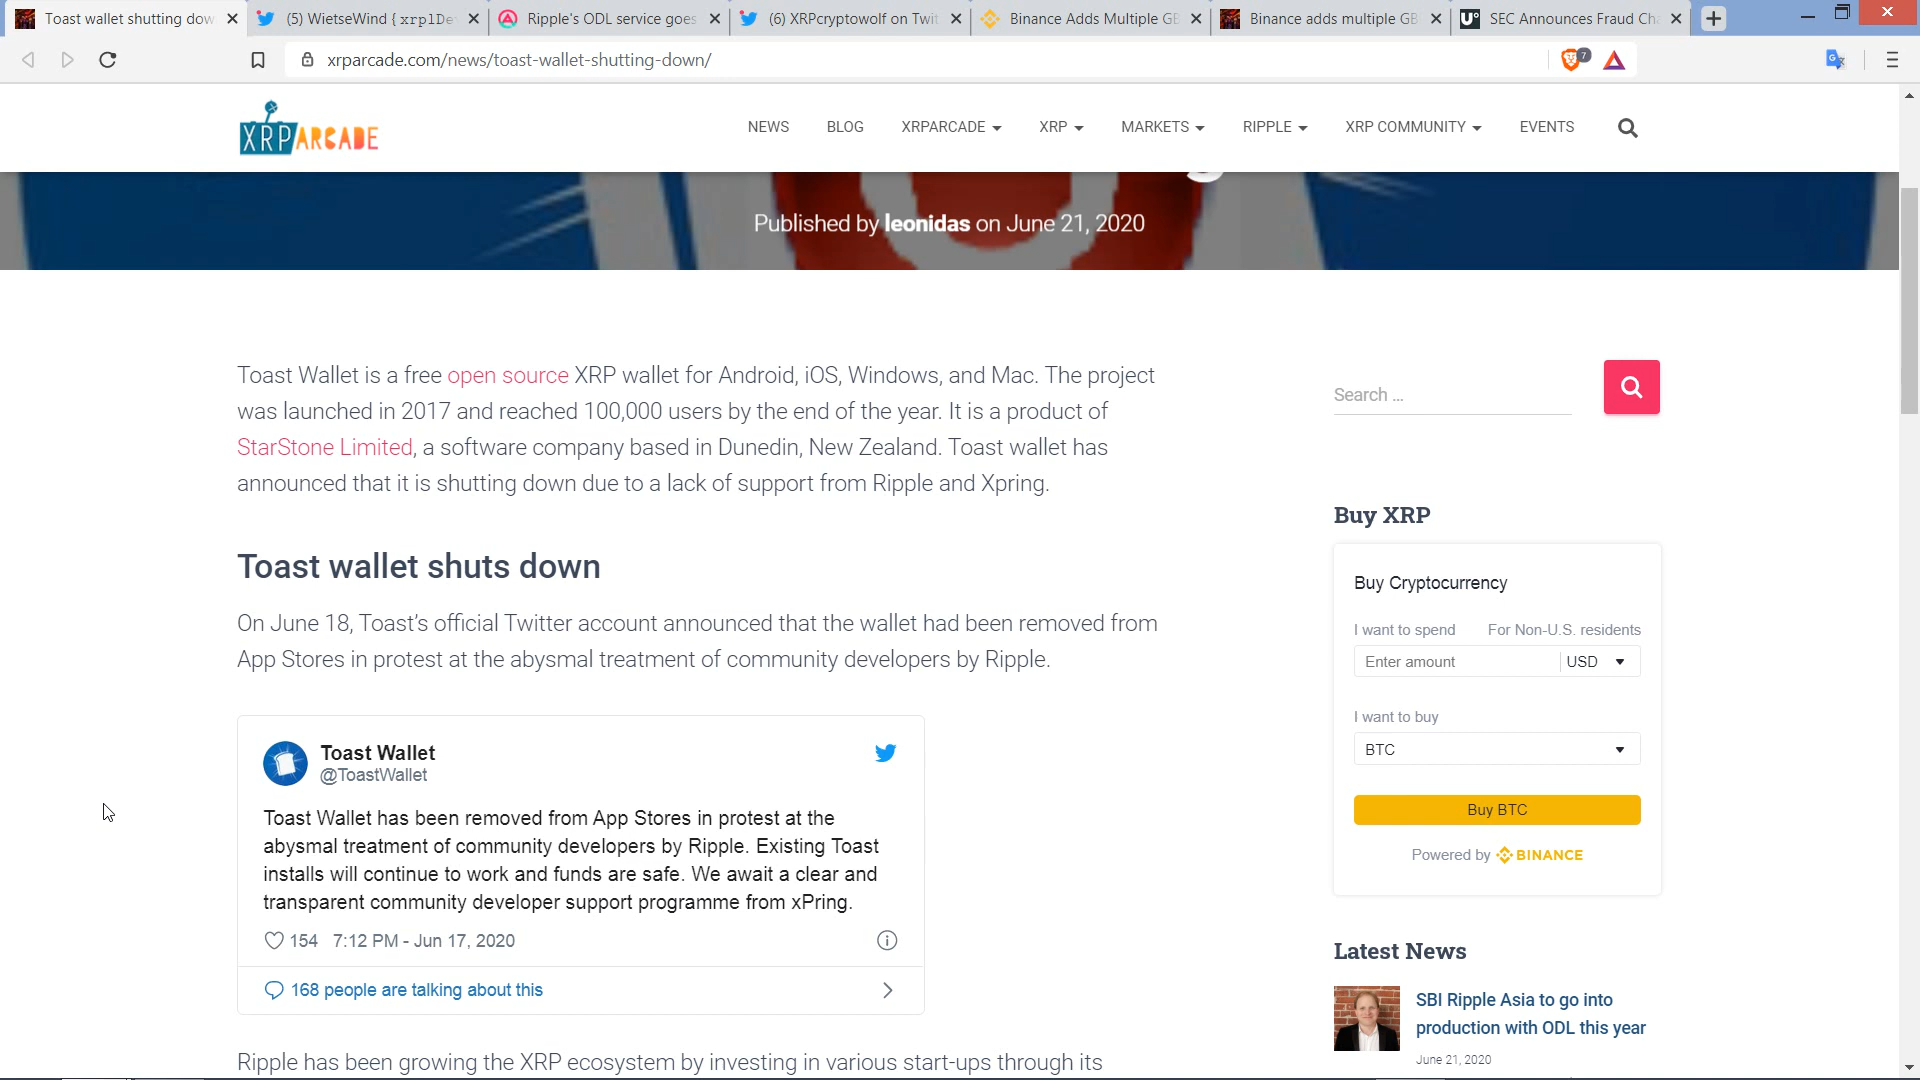 Toast wallet shutting dow
(5) WietseWind { xrplDe
Ripple's ODL service goes
(6) XRPcryptowolf on Twit
Binance Adds Multiple GB
Binance adds multiple GB
SEC Announces Fraud Cha
xrparcade.com/news/toast-wallet-shutting-down/
7
XRPARCADE
NEWS
BLOG
XRPARCADE
XRP
MARKETS
RIPPLE
XRP COMMUNITY
EVENTS
Published by leonidas on June 21, 2020
Toast Wallet is a free open source XRP wallet for Android, iOS, Windows, and Mac. The project
was launched in 2017 and reached 100,000 users by the end of the year. It is a product of
StarStone Limited, a software company based in Dunedin, New Zealand. Toast wallet has
announced that it is shutting down due to a lack of support from Ripple and Xpring.
Toast wallet shuts down
On June 18, Toast’s official Twitter account announced that the wallet had been removed from
App Stores in protest at the abysmal treatment of community developers by Ripple.
Toast Wallet
@ToastWallet
Toast Wallet has been removed from App Stores in protest at the
abysmal treatment of community developers by Ripple. Existing Toast
installs will continue to work and funds are safe. We await a clear and
transparent community developer support programme from xPring.
154 7:12 PM - Jun 17, 2020
168 people are talking about this
Ripple has been growing the XRP ecosystem by investing in various start-ups through its
Search …
Buy XRP
Buy Cryptocurrency
I want to spend
For Non-U.S. residents
Enter amount
USD
I want to buy
BTC
Buy BTC
Powered by BINANCE
Latest News
SBI Ripple Asia to go into
production with ODL this year
June 21, 2020